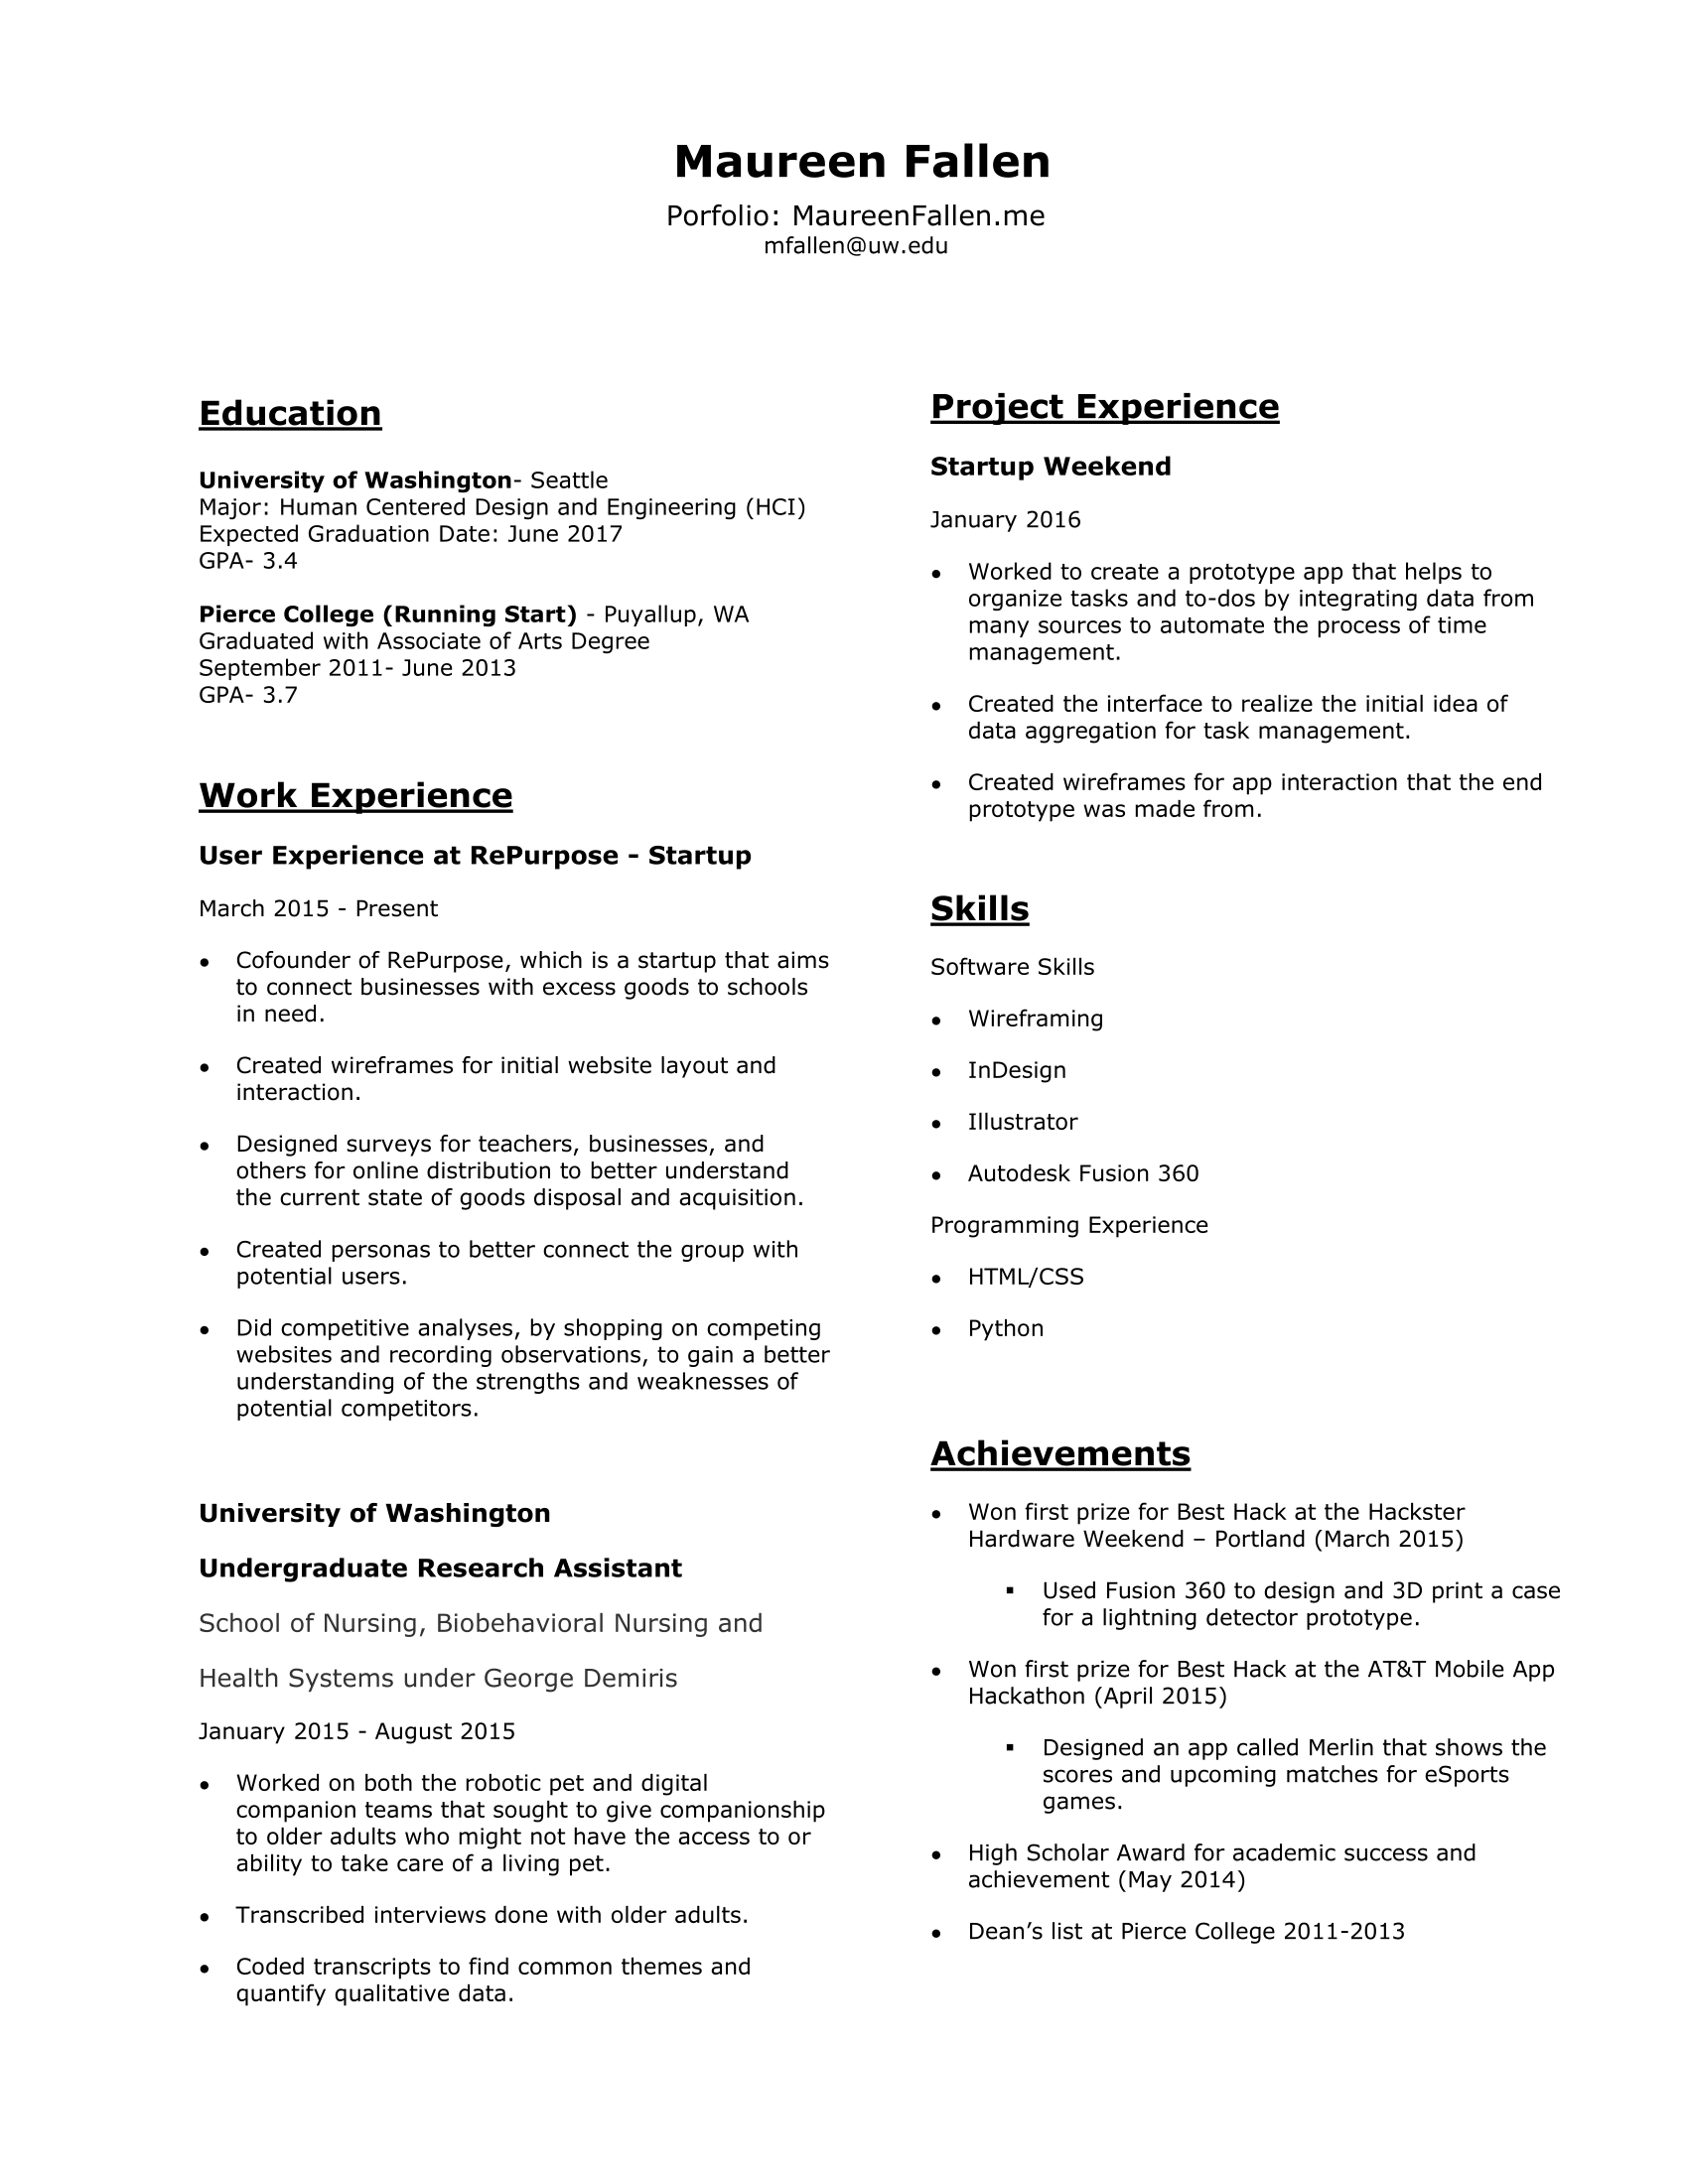 Maureen Fallen
Porfolio: MaureenFallen.me
mfallen@uw.edu
Education
University of Washington- Seattle
Major: Human Centered Design and Engineering (HCI)
Expected Graduation Date: June 2017
GPA- 3.4
Pierce College (Running Start) - Puyallup, WA
Graduated with Associate of Arts Degree
September 2011- June 2013
GPA- 3.7
Work Experience
User Experience at RePurpose – Startup
March 2015 - Present
● Cofounder of RePurpose, which is a startup that aims
to connect businesses with excess goods to schools
in need.
● Created wireframes for initial website layout and
interaction.
● Designed surveys for teachers, businesses, and
others for online distribution to better understand
the current state of goods disposal and acquisition.
● Created personas to better connect the group with
potential users.
● Did competitive analyses, by shopping on competing
websites and recording observations, to gain a better
understanding of the strengths and weaknesses of
potential competitors.
University of Washington
Undergraduate Research Assistant
School of Nursing, Biobehavioral Nursing and
Health Systems under George Demiris
January 2015 - August 2015
● Worked on both the robotic pet and digital
companion teams that sought to give companionship
to older adults who might not have the access to or
ability to take care of a living pet.
● Transcribed interviews done with older adults.
● Coded transcripts to find common themes and
quantify qualitative data.
Project Experience
Startup Weekend
January 2016
● Worked to create a prototype app that helps to
organize tasks and to-dos by integrating data from
many sources to automate the process of time
management.
● Created the interface to realize the initial idea of
data aggregation for task management.
● Created wireframes for app interaction that the end
prototype was made from.
Skills
Software Skills
● Wireframing
● InDesign
● Illustrator
● Autodesk Fusion 360
Programming Experience
● HTML/CSS
● Python
Achievements
● Won first prize for Best Hack at the Hackster
Hardware Weekend – Portland (March 2015)
▪ Used Fusion 360 to design and 3D print a case
for a lightning detector prototype.
● Won first prize for Best Hack at the AT&T Mobile App
Hackathon (April 2015)
▪ Designed an app called Merlin that shows the
scores and upcoming matches for eSports
games.
● High Scholar Award for academic success and
achievement (May 2014)
● Dean’s list at Pierce College 2011-2013